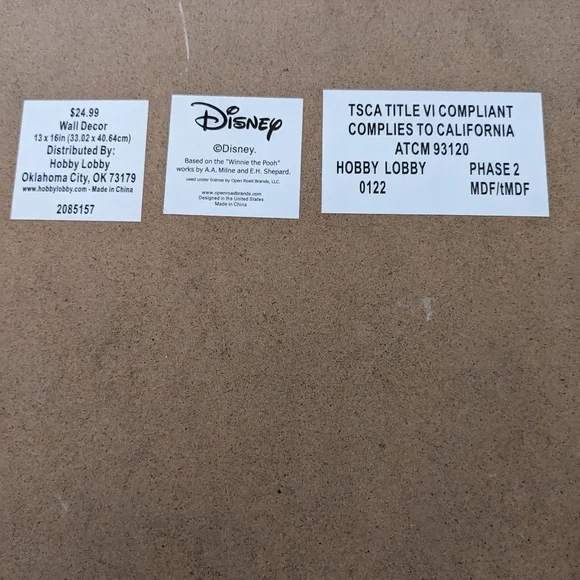 $24.99
Wall Decor
13 x 16in (33.02 x 40.64cm)
Distributed By:
Hobby Lobby
Oklahoma City, OK 73179
www.hobbylobby.com - Made in China
2085157
Disney
©Disney.
Based on the "Winnie the Pooh"
works by A.A. Milne and E.H. Shepard.
used under license by Open Road Brands, LLC.
www.openroadbrands.com
Designed in the United States
Made in China
TSCA TITLE VI COMPLIANT
COMPLIES TO CALIFORNIA
ATCM 93120
HOBBY LOBBY PHASE 2
0122 MDF/tMDF